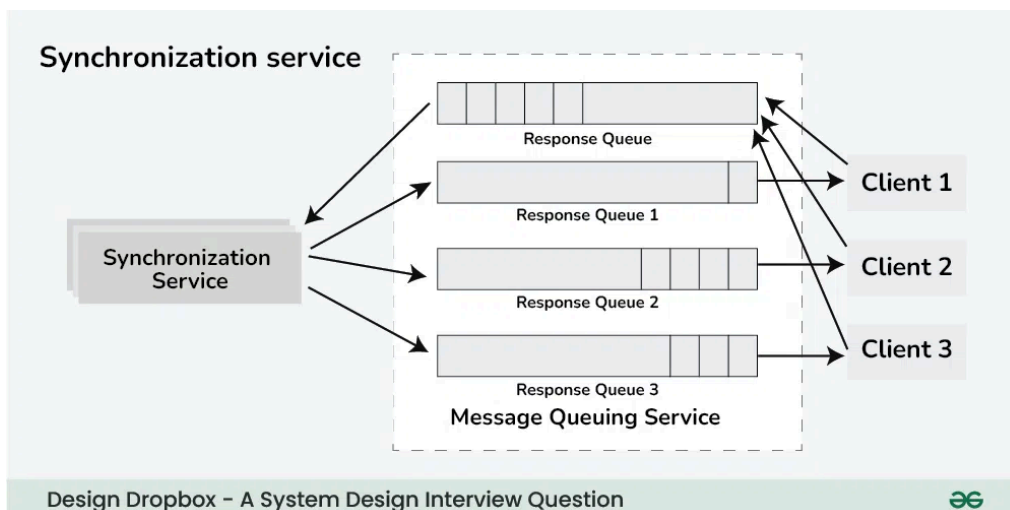 Synchronization service
Response Queue
Response Queue 1
Response Queue 2
Response Queue 3
Message Queuing Service
Synchronization
Service
Client 1
Client 2
Client 3
Design Dropbox - A System Design Interview Question